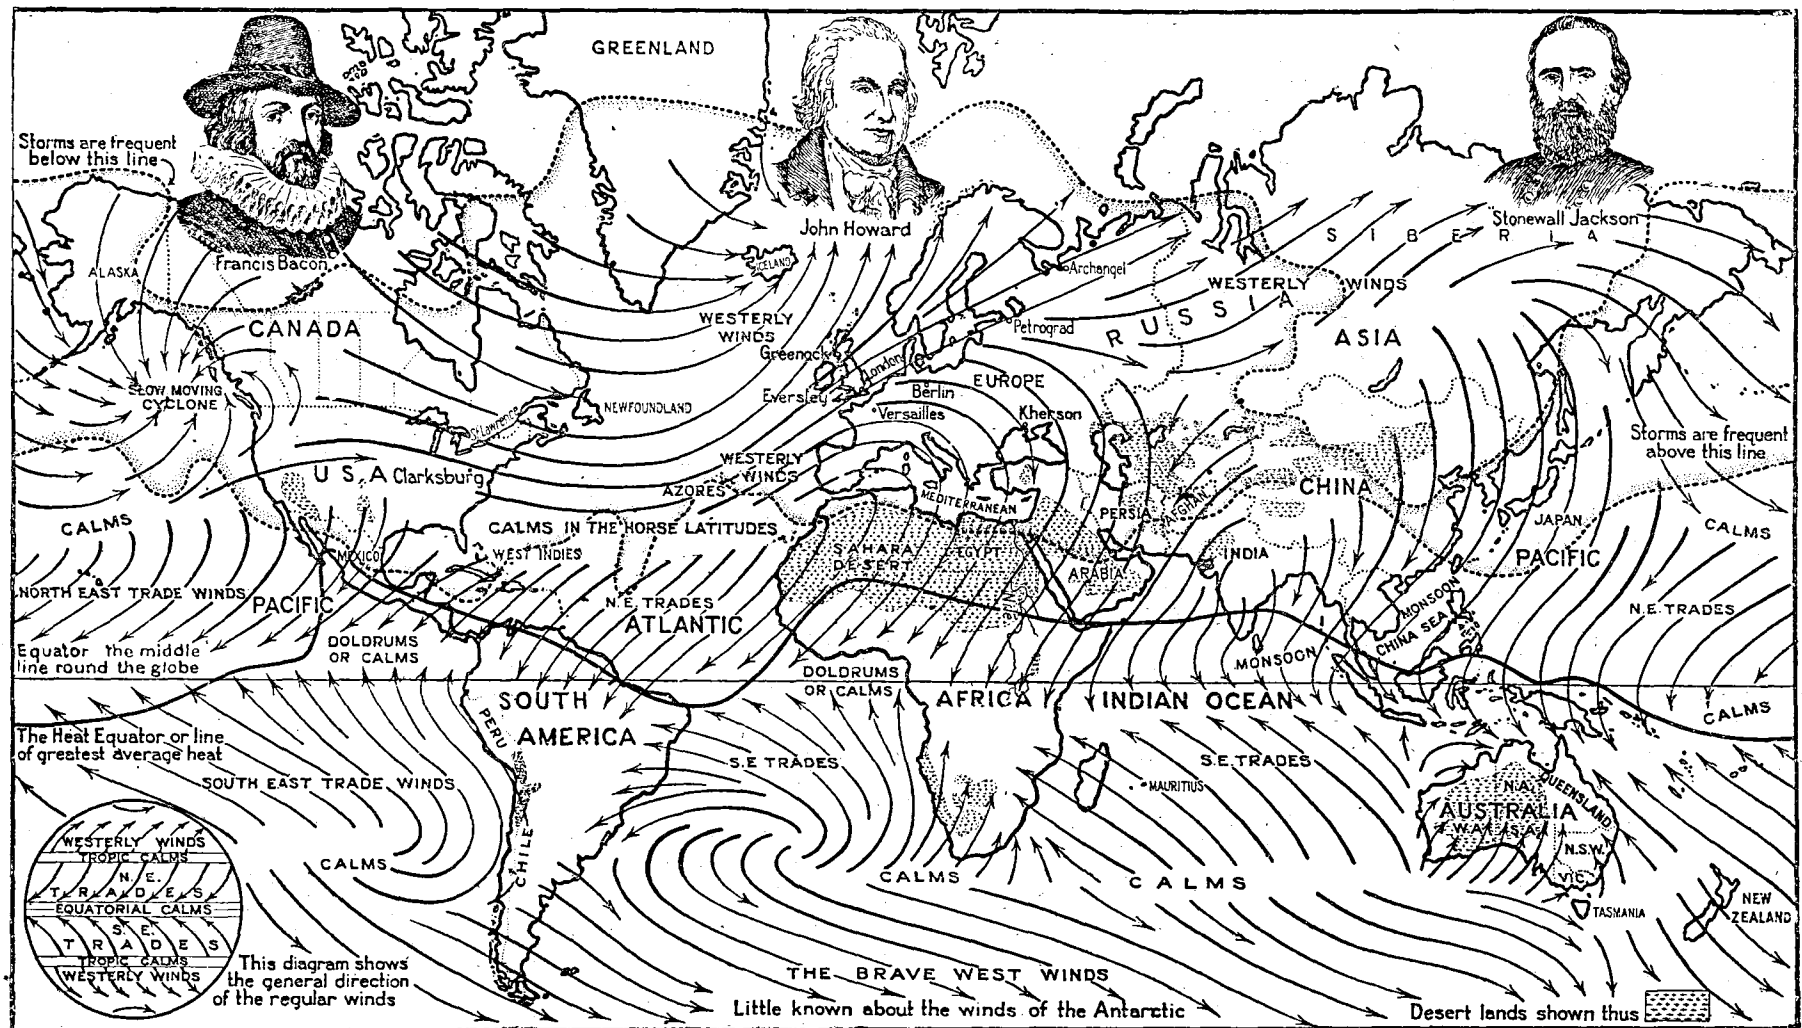 GREENLAND
Storms are frequent
below this line
John Howard
Stonewall Jackson
Francis Bacon
ALASKA
ICELAND
SIBERIA
Archangel
WESTERLY WINDS
CANADA
WESTERLY
WINDS
Petrograd
RUSSIA
ASIA
Greenock
London
SLOW MOVING
CYCLONE
EUROPE
Berlin
Eversley
Versailles
Kherson
NEWFOUNDLAND
St Lawrence
Storms are frequent
above this line
U.S.A
Clarksburg
WESTERLY
WINDS
AZORES
MEDITERRANEAN
PERSIA
AFGHAN
CHINA
JAPAN
CALMS
CALMS IN THE HORSE LATITUDES
CALMS
MEXICO
WEST INDIES
SAHARA
DESERT
EGYPT
ARABIA
INDIA
PACIFIC
NORTH EAST TRADE WINDS
PACIFIC
N.E. TRADES
ATLANTIC
MONSOON
CHINA SEA
N.E. TRADES
Equator the middle
line round the globe
DOLDRUMS
OR CALMS
DOLDRUMS
OR CALMS
MONSOON
SOUTH
AMERICA
AFRICA
INDIAN OCEAN
CALMS
PERU
The Heat Equator or line
of greatest average heat
SOUTH EAST TRADE WINDS
S.E TRADES
S.E. TRADES
MAURITIUS
N.A.
QUEENSLAND
AUSTRALIA
W.A.
S.A.
N.S.W.
VIC.
CHILE
CALMS
CALMS
CALMS
TASMANIA
NEW
ZEALAND
WESTERLY WINDS
TROPIC CALMS
N. E.
TRADES
EQUATORIAL CALMS
S. E.
TRADES
TROPIC CALMS
WESTERLY WINDS
This diagram shows
the general direction
of the regular winds
THE BRAVE WEST WINDS
Little known about the winds of the Antarctic
Desert lands shown thus